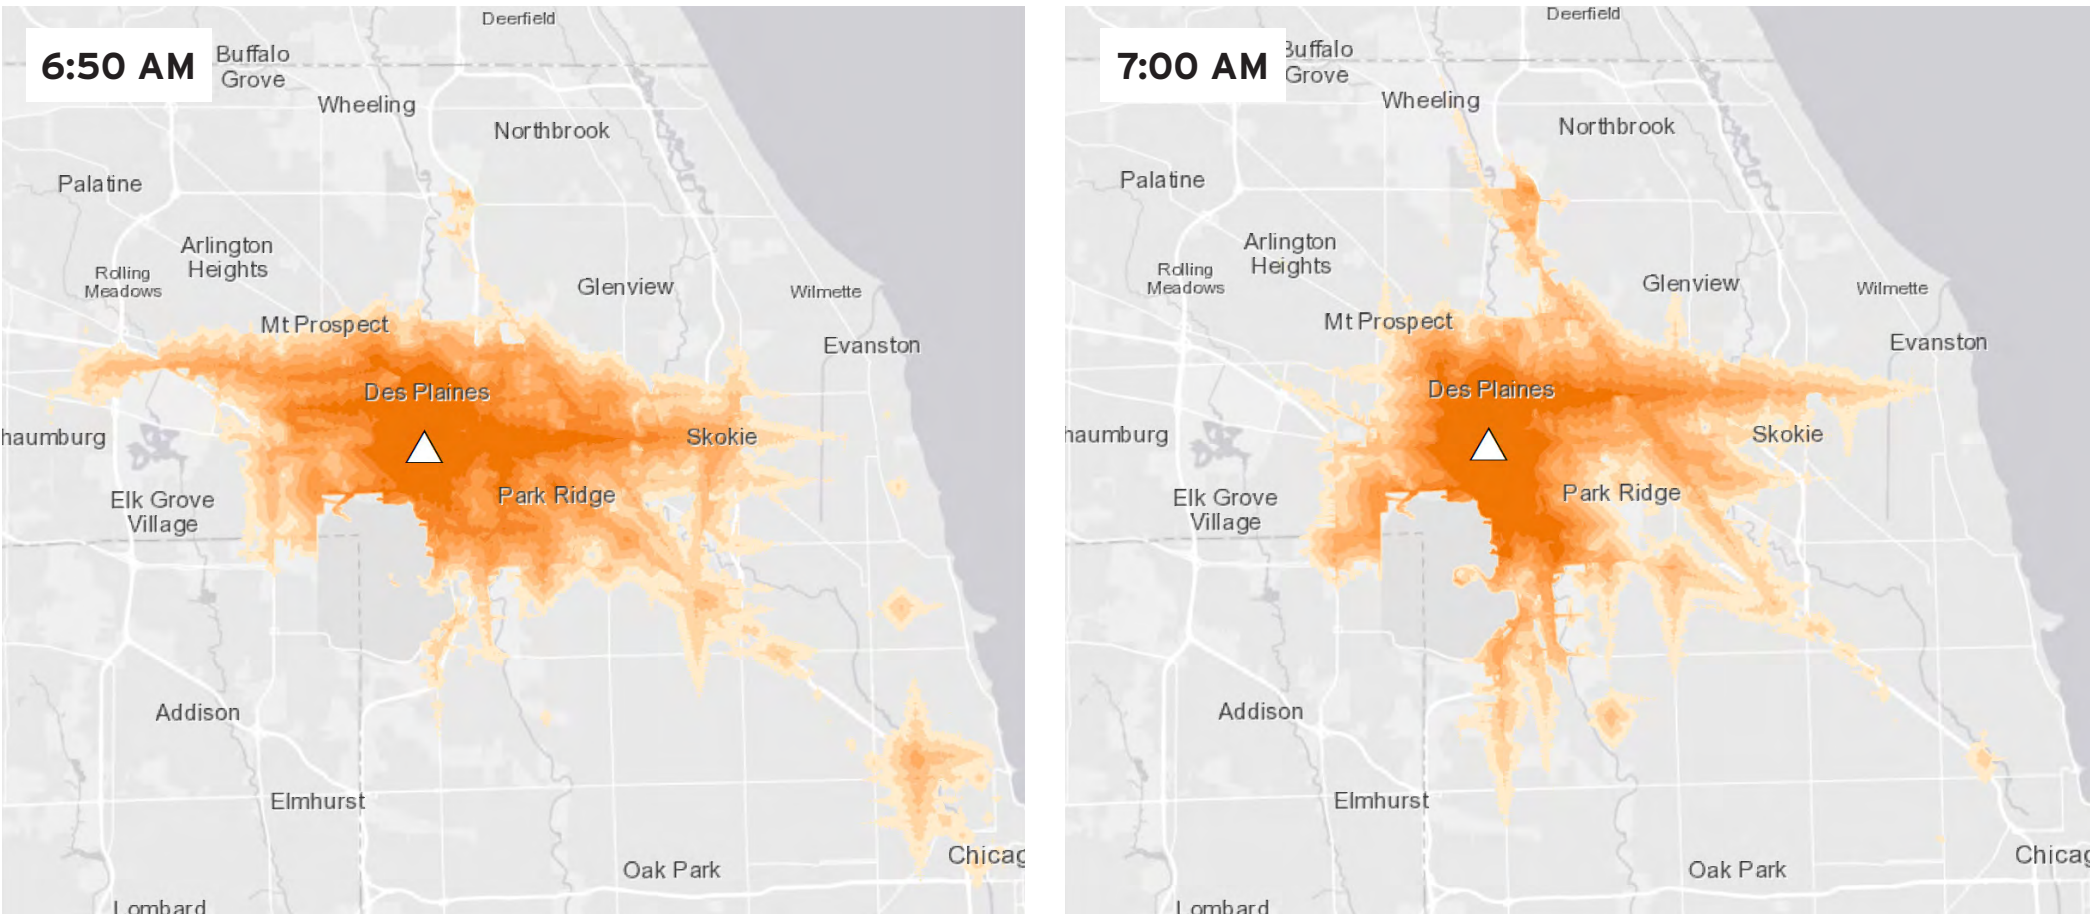 6:50 AM
Deerfield
Buffalo
Grove
Wheeling
Northbrook
Palatine
Arlington
Heights
Rolling
Meadows
Glenview
Wilmette
Mt Prospect
Evanston
Des Plaines
haumburg
Skokie
Elk Grove
Village
Park Ridge
Addison
Elmhurst
Chicag
Oak Park
Lombard
7:00 AM
Deerfield
Buffalo
Grove
Wheeling
Northbrook
Palatine
Arlington
Heights
Rolling
Meadows
Glenview
Wilmette
Mt Prospect
Evanston
Des Plaines
haumburg
Skokie
Elk Grove
Village
Park Ridge
Addison
Elmhurst
Chicag
Oak Park
Lombard